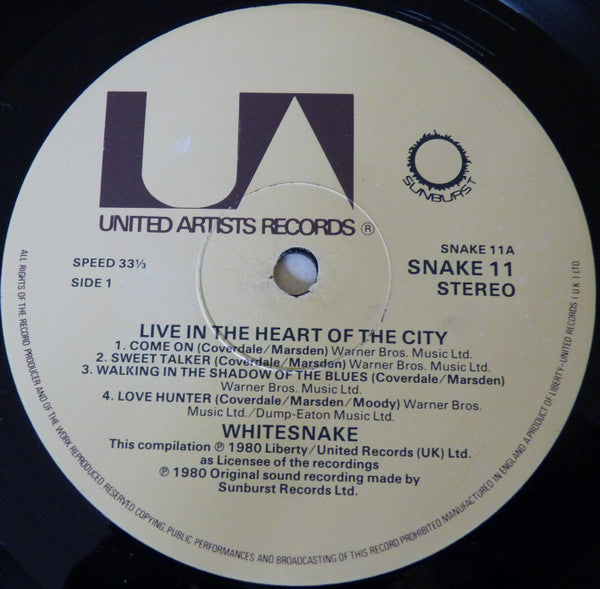 UA
UNITED ARTISTS RECORDS ®
SUNBURST
SPEED 33⅓
SIDE 1
SNAKE 11A
SNAKE 11
STEREO
LIVE IN THE HEART OF THE CITY
1. COME ON (Coverdale/Marsden) Warner Bros. Music Ltd.
2. SWEET TALKER (Coverdale/Marsden) Warner Bros. Music Ltd.
3. WALKING IN THE SHADOW OF THE BLUES (Coverdale/Marsden)
Warner Bros. Music Ltd.
4. LOVE HUNTER (Coverdale/Marsden/Moody) Warner Bros.
Music Ltd./Dump-Eaton Music Ltd.
WHITESNAKE
This compilation ℗ 1980 Liberty/United Records (UK) Ltd.
as Licensee of the recordings
℗ 1980 Original sound recording made by
Sunburst Records Ltd.
ALL RIGHTS OF THE RECORD PRODUCER AND OF THE WORK REPRODUCED RESERVED COPYING PUBLIC PERFORMANCES AND BROADCASTING OF THIS RECORD PROHIBITED MANUFACTURED IN ENGLAND A PRODUCT OF LIBERTY-UNITED RECORDS (UK) LTD